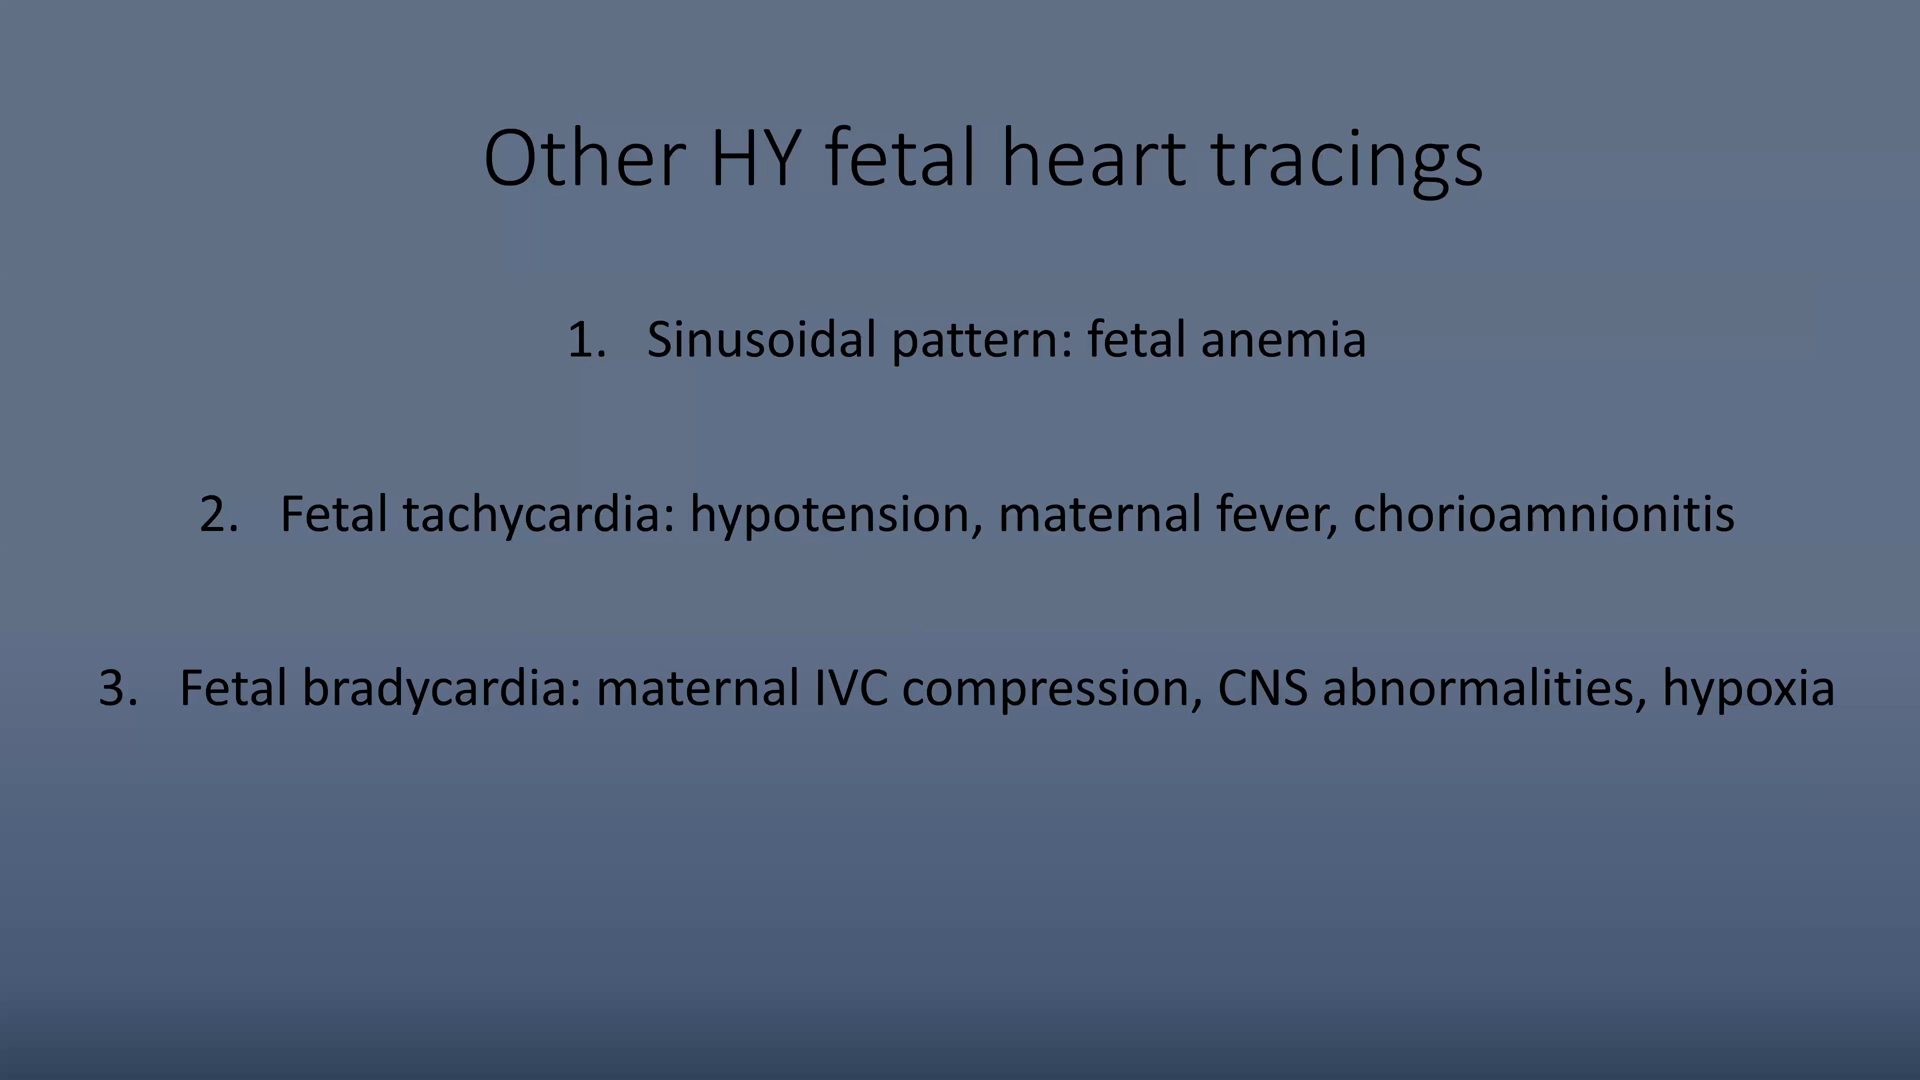 Other HY fetal heart tracings
1. Sinusoidal pattern: fetal anemia
2. Fetal tachycardia: hypotension, maternal fever, chorioamnionitis
3. Fetal bradycardia: maternal IVC compression, CNS abnormalities, hypoxia